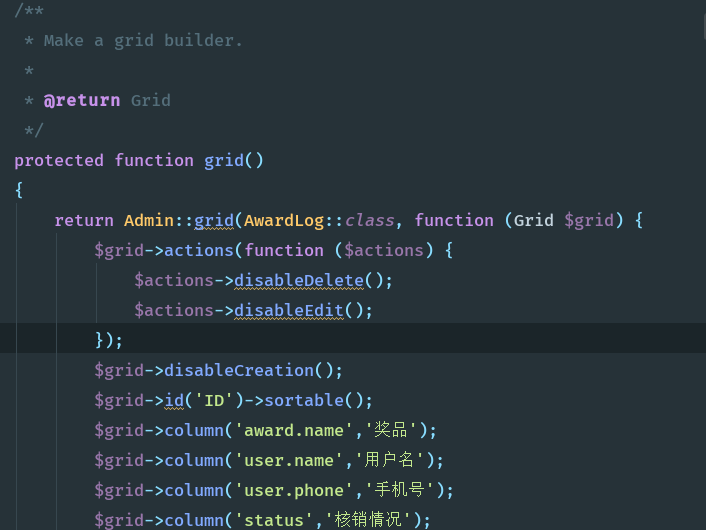 /**
 * Make a grid builder.
 *
 * @return Grid
 */
protected function grid()
{
    return Admin::grid(AwardLog::class, function (Grid $grid) {
        $grid->actions(function ($actions) {
            $actions->disableDelete();
            $actions->disableEdit();
        });
        $grid->disableCreation();
        $grid->id('ID')->sortable();
        $grid->column('award.name','奖品');
        $grid->column('user.name','用户名');
        $grid->column('user.phone','手机号');
        $grid->column('status','核销情况');